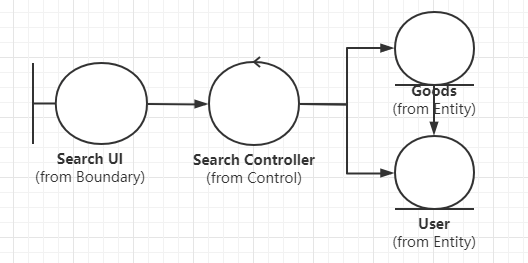 Search UI
(from Boundary)
Search Controller
(from Control)
Goods
(from Entity)
User
(from Entity)